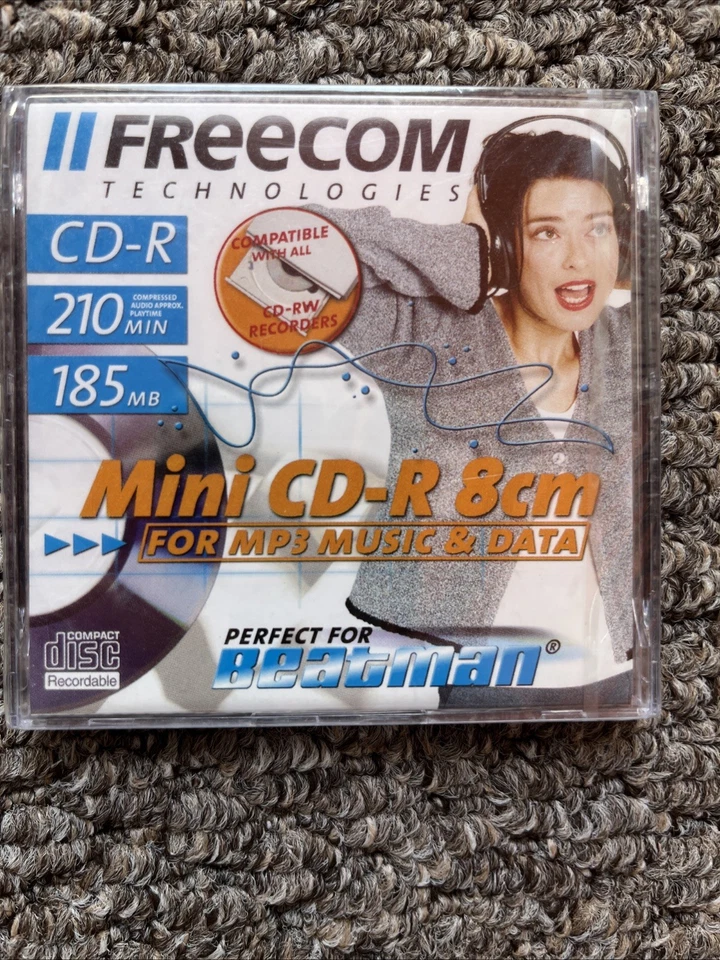 FReeCOM
TECHNOLOGIES
CD-R
210 MIN
COMPRESSED
AUDIO APPROX.
PLAYTIME
185 MB
COMPATIBLE
WITH ALL
CD-RW
RECORDERS
Mini CD-R 8cm
FOR MP3 MUSIC & DATA
PERFECT FOR
Beatman®
COMPACT
disc
Recordable